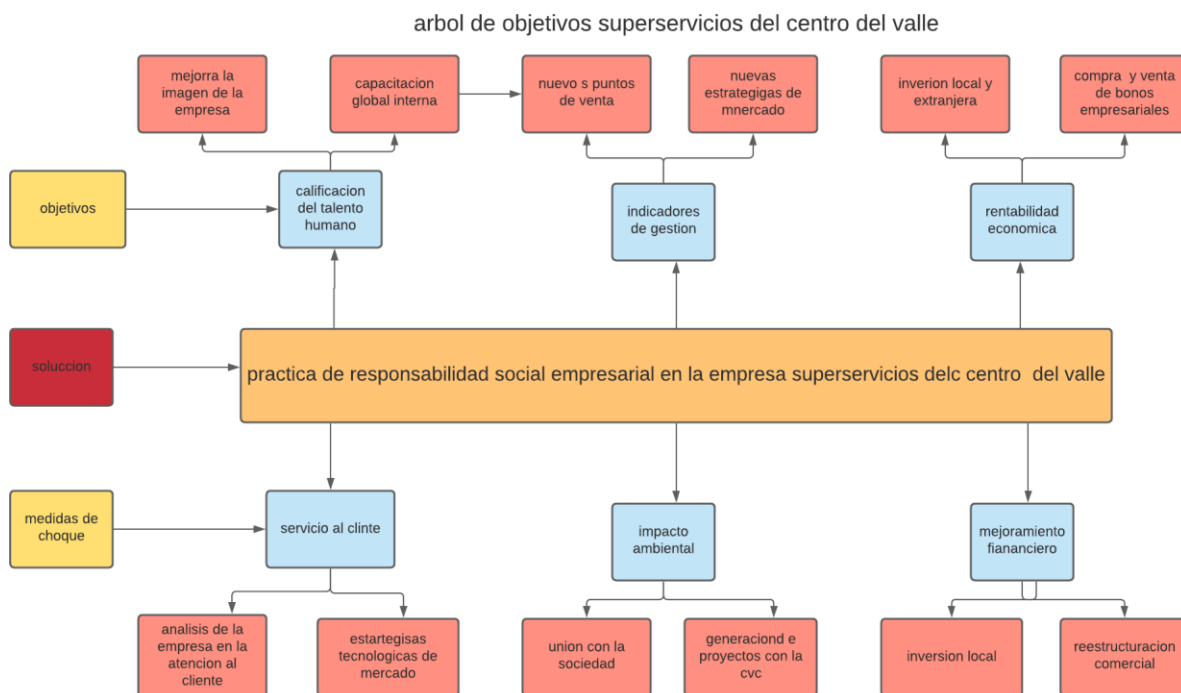 arbol de objetivos superservicios del centro del valle
mejorra la
imagen de la
empresa
capacitacion
global interna
nuevo s puntos
de venta
nuevas
estrategigas de
mnercado
inverion local y
extranjera
compra y venta
de bonos
empresariales
objetivos
calificacion
del talento
humano
indicadores
de gestion
rentabilidad
economica
soluccion
practica de responsabilidad social empresarial en la empresa superservicios delc centro del valle
medidas de
choque
servicio al clinte
impacto
ambiental
mejoramiento
fiananciero
analisis de la
empresa en la
atencion al
cliente
estartegisas
tecnologicas de
mercado
union con la
sociedad
generaciond e
proyectos con la
cvc
inversion local
reestructuracion
comercial